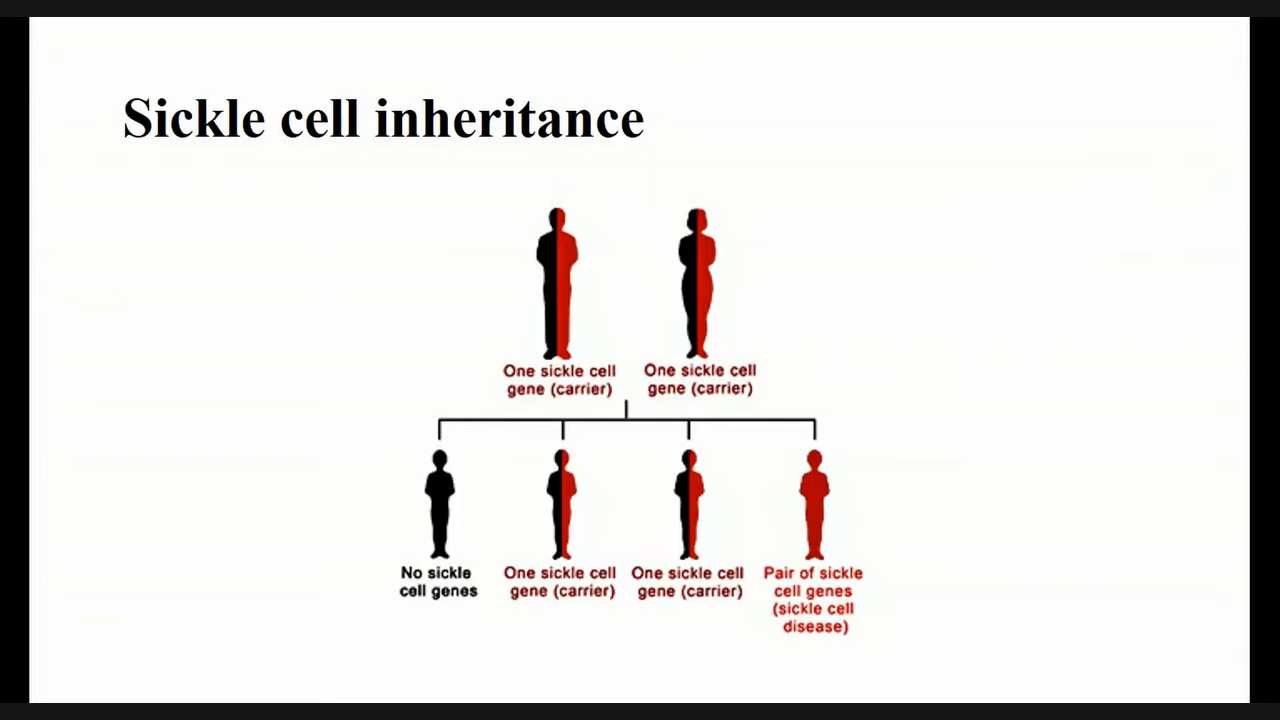 Sickle cell inheritance
One sickle cell
gene (carrier)
One sickle cell
gene (carrier)
No sickle
cell genes
One sickle cell
gene (carrier)
One sickle cell
gene (carrier)
Pair of sickle
cell genes
(sickle cell
disease)